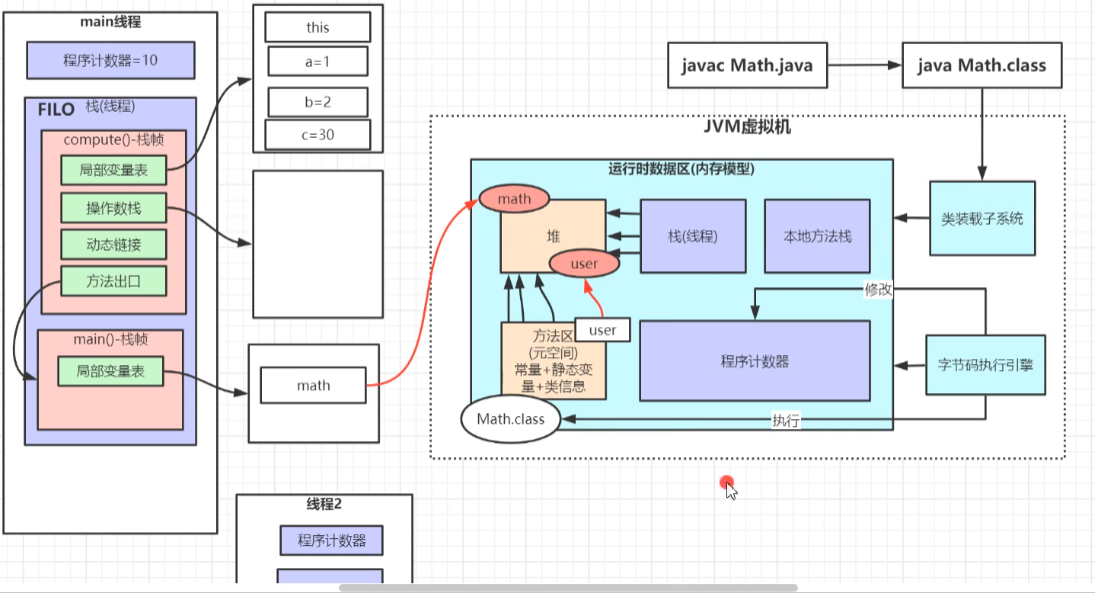 main线程
程序计数器=10
FILO 栈(线程)
compute()-栈帧
局部变量表
操作数栈
动态链接
方法出口
main()-栈帧
局部变量表
this
a=1
b=2
c=30
math
线程2
程序计数器
javac Math.java
java Math.class
JVM虚拟机
运行时数据区(内存模型)
math
堆
user
栈(线程)
本地方法栈
类装载子系统
修改
user
方法区
(元空间)
常量+静态变
量+类信息
程序计数器
字节码执行引擎
Math.class
执行